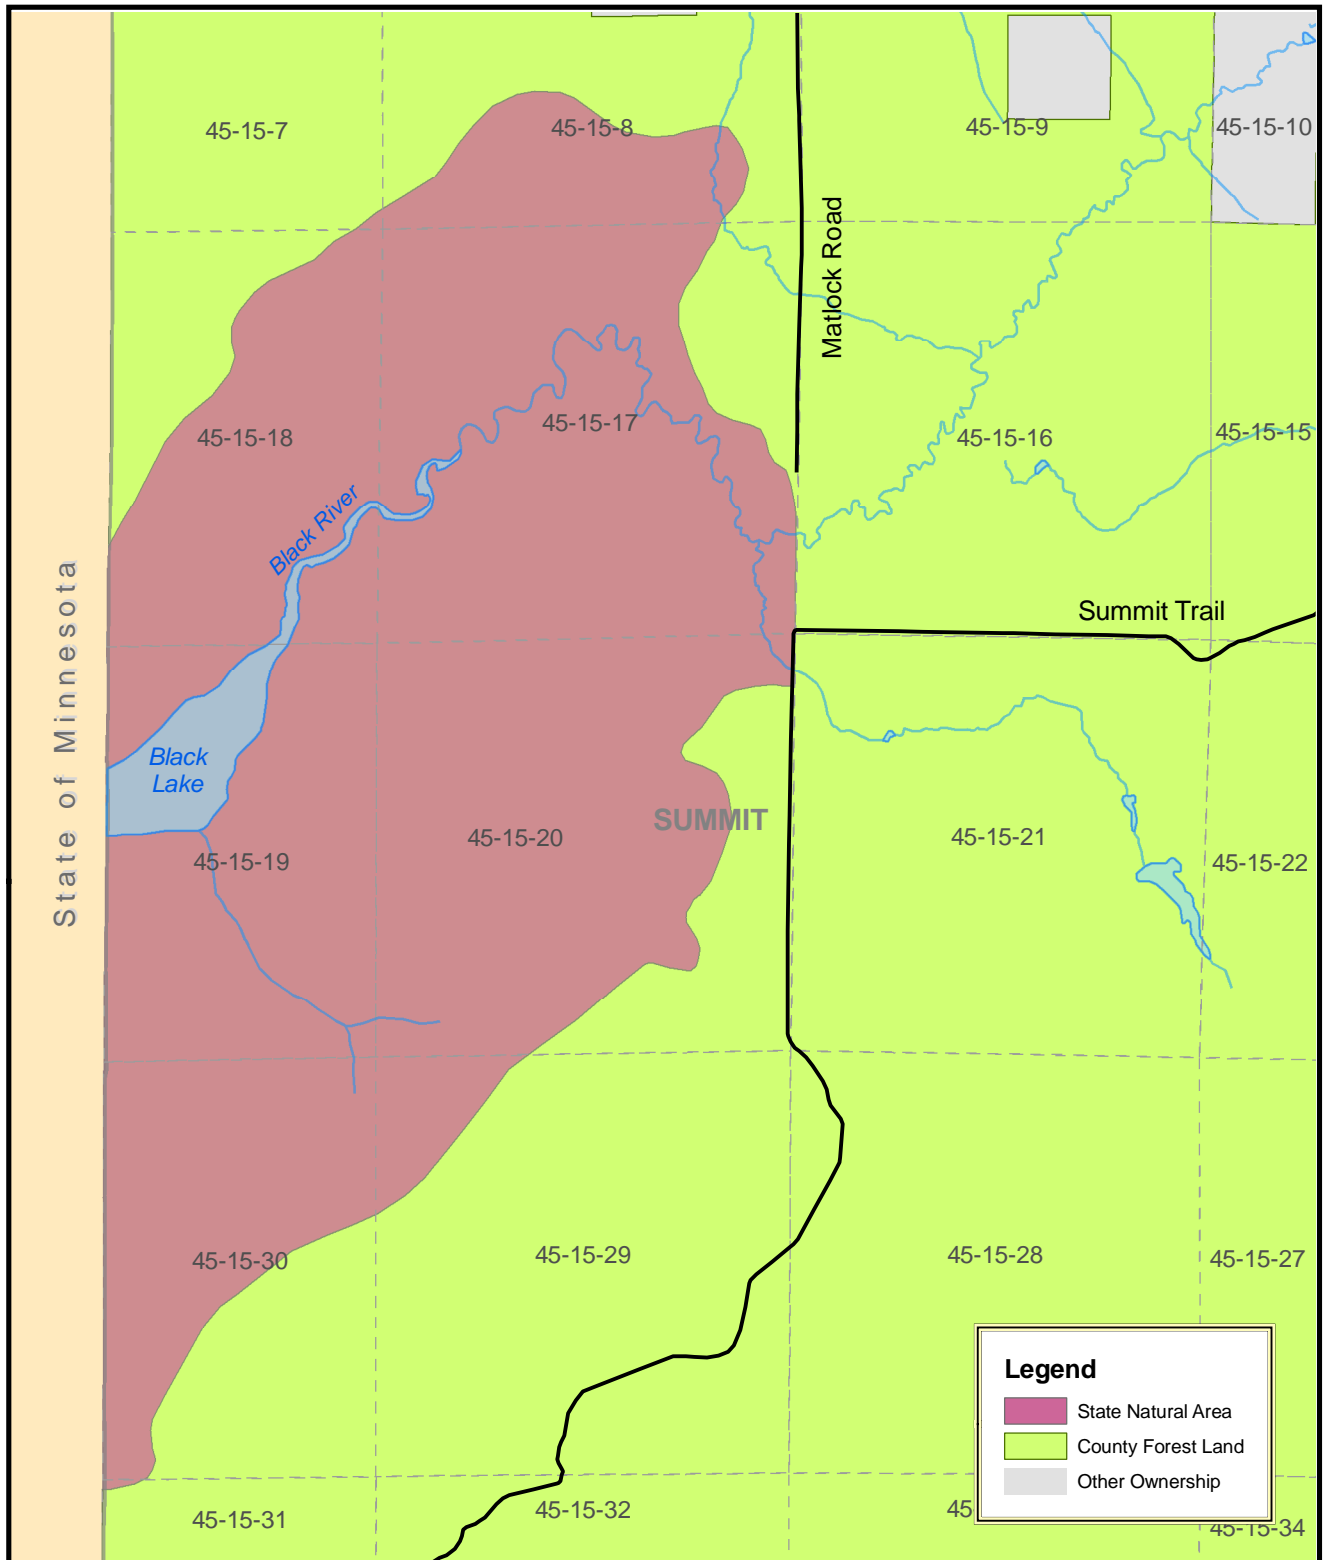 45-15-7
45-15-8
45-15-9
45-15-10
Matlock Road
45-15-18
45-15-17
45-15-16
45-15-15
Black River
State of Minnesota
Summit Trail
Black
Lake
SUMMIT
45-15-19
45-15-20
45-15-21
45-15-22
45-15-30
45-15-29
45-15-28
45-15-27
Legend
State Natural Area
County Forest Land
Other Ownership
45-15-31
45-15-32
45-15-34